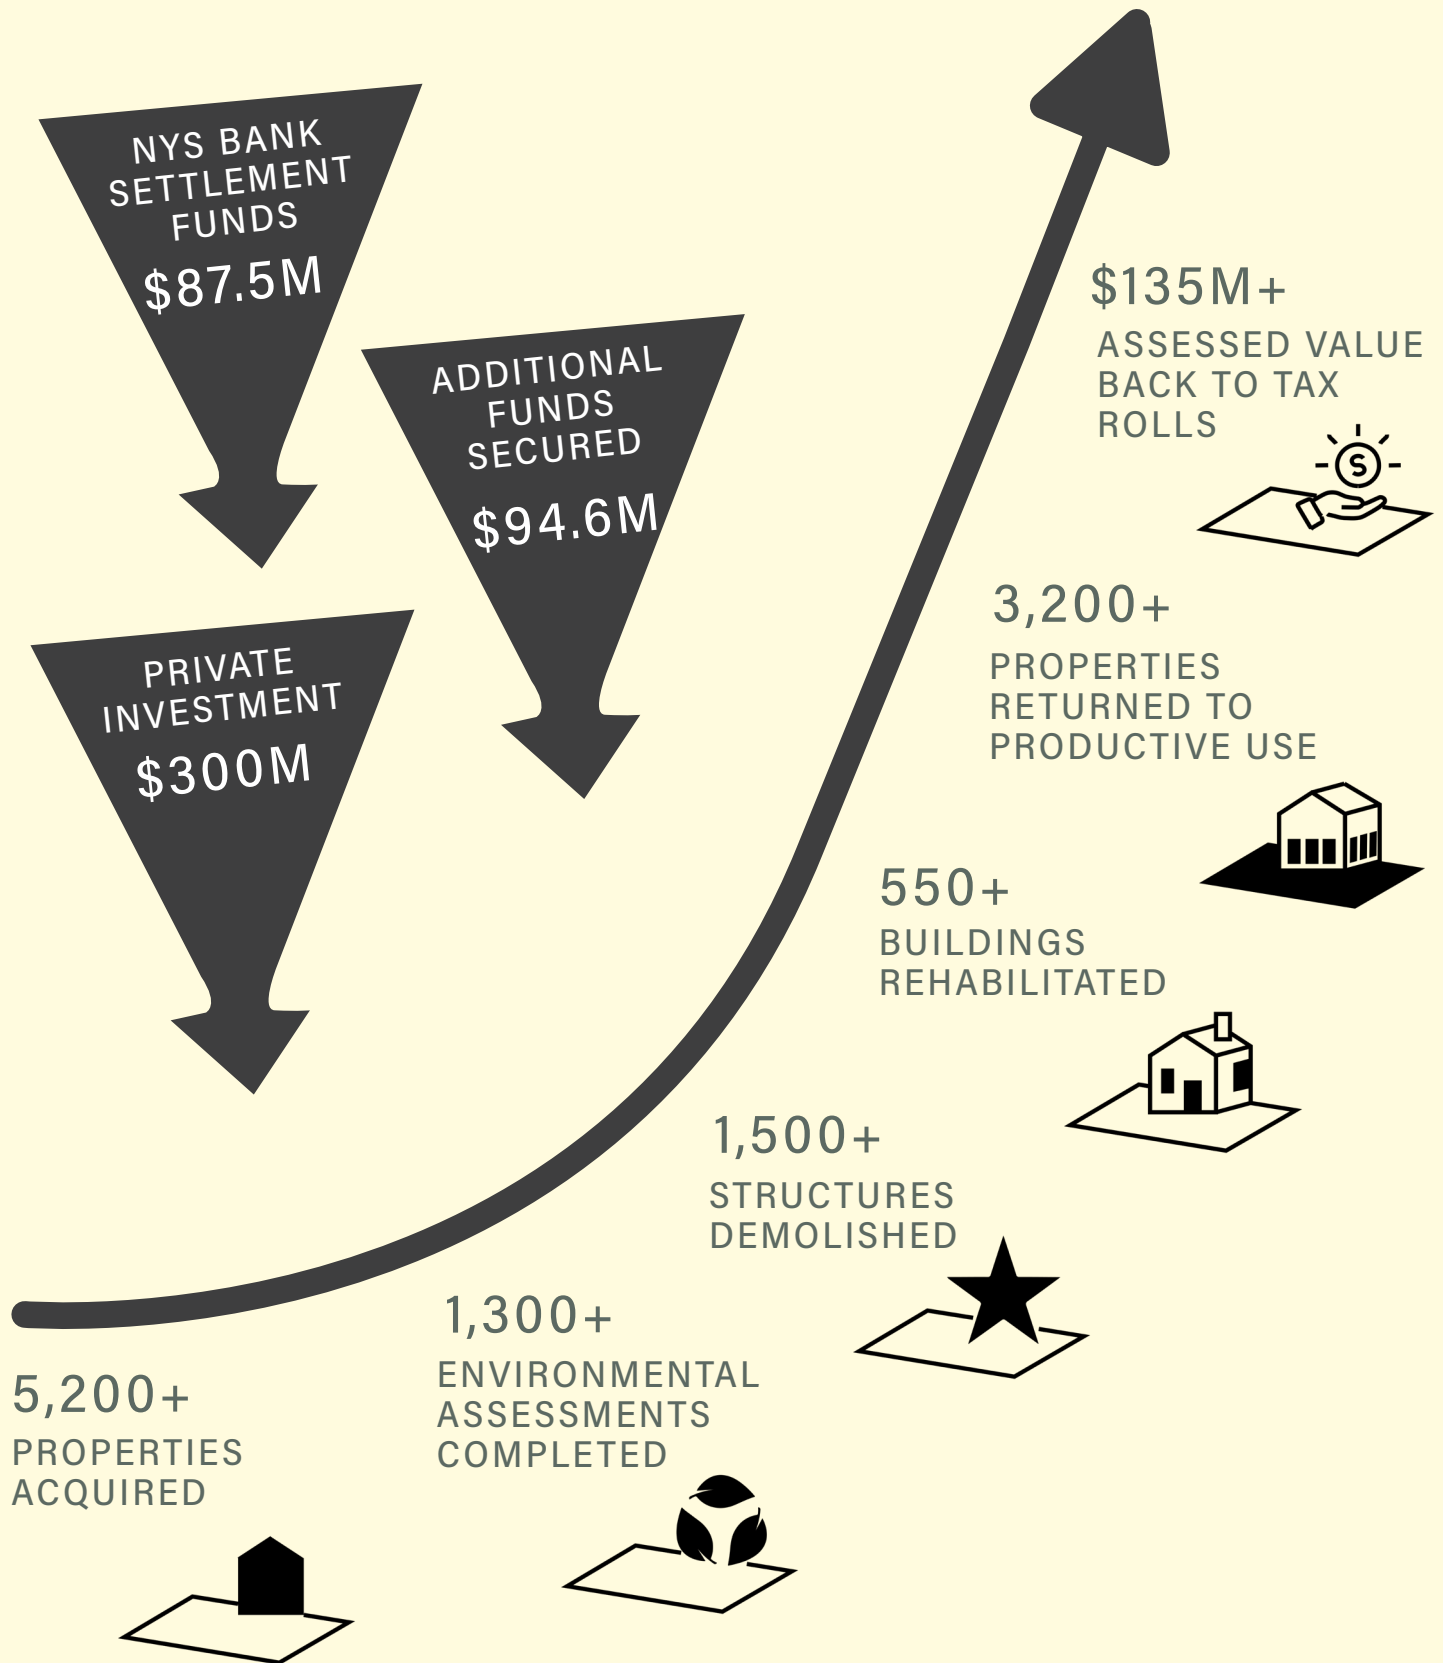 NYS BANK
SETTLEMENT
FUNDS
$87.5M
ADDITIONAL
FUNDS
SECURED
$94.6M
PRIVATE
INVESTMENT
$300M
$135M+
ASSESSED VALUE
BACK TO TAX
ROLLS
3,200+
PROPERTIES
RETURNED TO
PRODUCTIVE USE
550+
BUILDINGS
REHABILITATED
1,500+
STRUCTURES
DEMOLISHED
1,300+
ENVIRONMENTAL
ASSESSMENTS
COMPLETED
5,200+
PROPERTIES
ACQUIRED